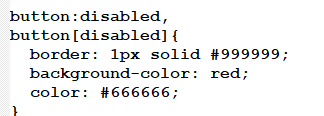 button:disabled,
button[disabled]{
  border: 1px solid #999999;
  background-color: red;
  color: #666666;
}